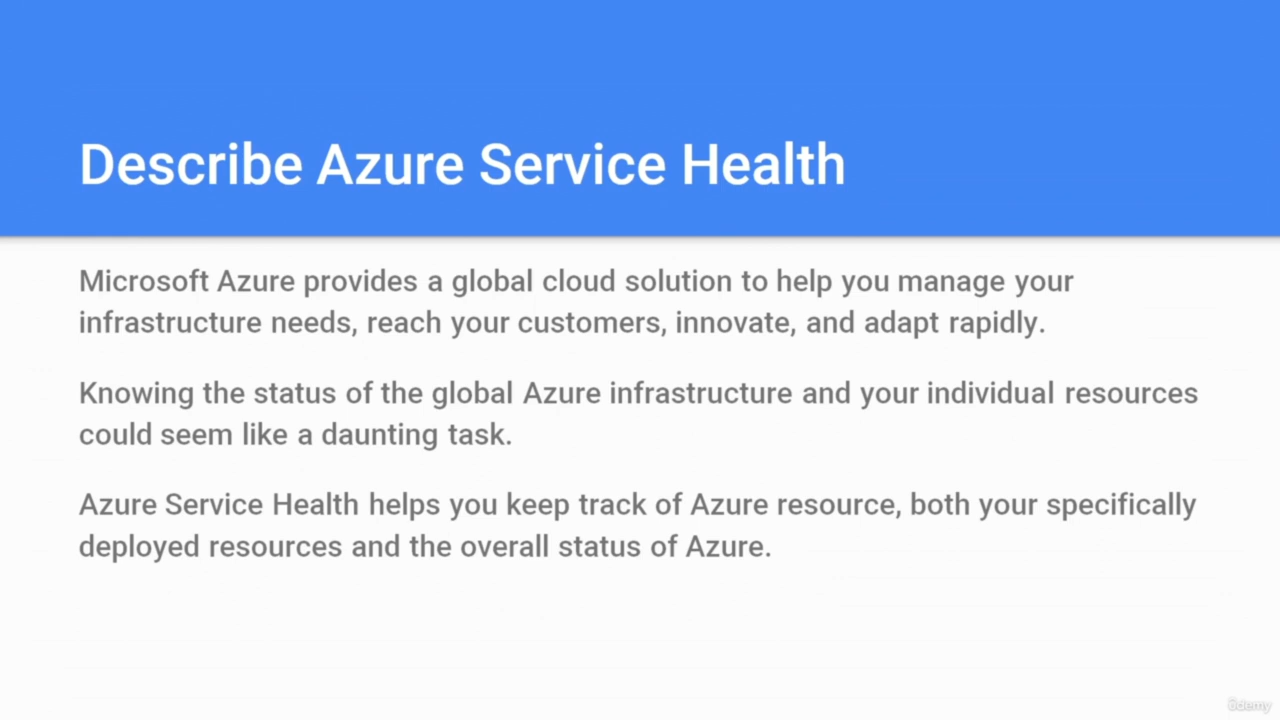 Describe Azure Service Health
Microsoft Azure provides a global cloud solution to help you manage your
infrastructure needs, reach your customers, innovate, and adapt rapidly.
Knowing the status of the global Azure infrastructure and your individual resources
could seem like a daunting task.
Azure Service Health helps you keep track of Azure resource, both your specifically
deployed resources and the overall status of Azure.
ûdemy